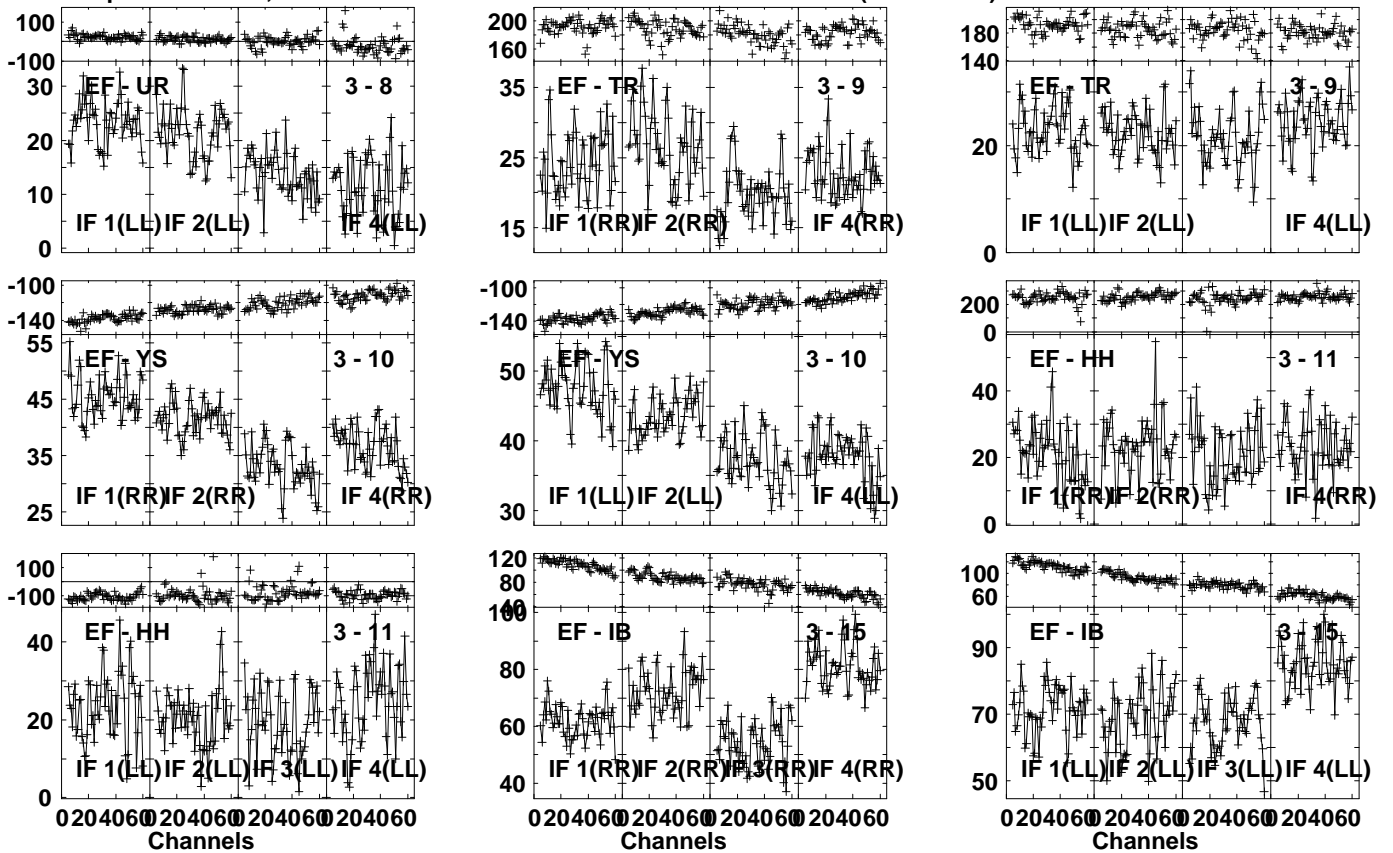 100
-100
30
20
10
0
EF - UR 3 - 8
IF 1(LL) IF 2(LL) IF 4(LL)
200
160
35
25
15
EF - TR 3 - 9
IF 1(RR) IF 2(RR) IF 4(RR)
180
140
20
0
EF - TR 3 - 9
IF 1(LL) IF 2(LL) IF 4(LL)
-100
-140
55
45
35
25
EF - YS 3 - 10
IF 1(RR) IF 2(RR) IF 4(RR)
-100
-140
50
40
30
EF - YS 3 - 10
IF 1(LL) IF 2(LL) IF 4(LL)
200
0
40
20
0
EF - HH 3 - 11
IF 1(RR) IF 2(RR) IF 4(RR)
100
-100
40
20
0
EF - HH 3 - 11
IF 1(LL) IF 2(LL) IF 3(LL) IF 4(LL)
0 20 40 60 0 20 40 60 0 20 40 60 0 20 40 60
Channels
120
80
40
100
80
60
40
EF - IB 3 - 15
IF 1(RR) IF 2(RR) IF 3(RR) IF 4(RR)
0 20 40 60 0 20 40 60 0 20 40 60 0 20 40 60
Channels
100
60
90
70
50
EF - IB 3 - 15
IF 1(LL) IF 2(LL) IF 3(LL) IF 4(LL)
0 20 40 60 0 20 40 60 0 20 40 60 0 20 40 60
Channels